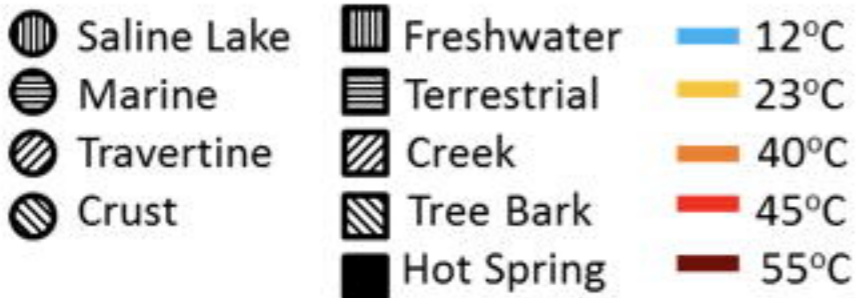 Saline Lake Freshwater 12°C
Marine Terrestrial 23°C
Travertine Creek 40°C
Crust Tree Bark 45°C
Hot Spring 55°C